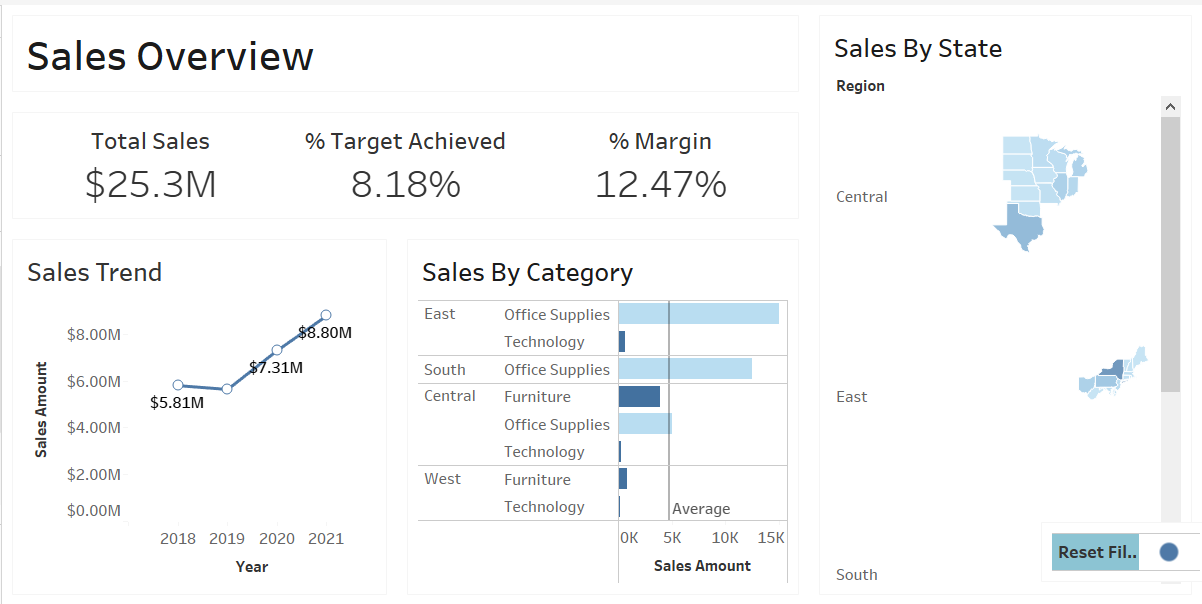 Sales Overview
Total Sales
$25.3M
% Target Achieved
8.18%
% Margin
12.47%
Sales Trend
Sales Amount
$8.00M
$6.00M
$4.00M
$2.00M
$0.00M
$5.81M
$7.31M
$8.80M
2018 2019 2020 2021
Year
Sales By Category
East Office Supplies
Technology
South Office Supplies
Central Furniture
Office Supplies
Technology
West Furniture
Technology
Average
0K 5K 10K 15K
Sales Amount
Sales By State
Region
Central
East
South
Reset Fil..